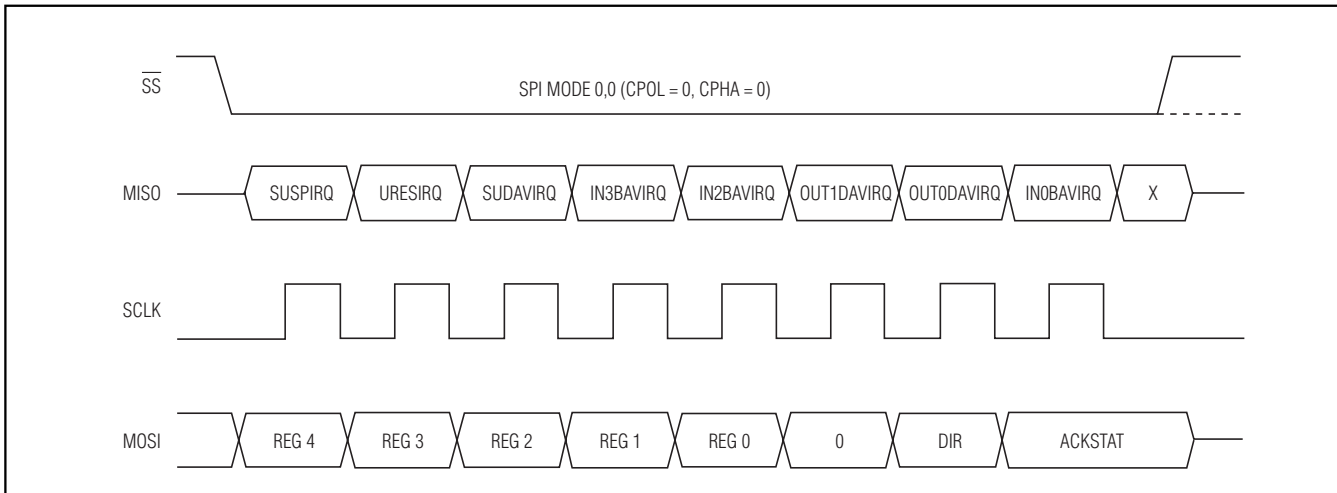 SS
SPI MODE 0,0 (CPOL = 0, CPHA = 0)
MISO SUSPIRQ URESIRQ SUDAVIRQ IN3BAVIRQ IN2BAVIRQ OUT1DAVIRQ OUT0DAVIRQ IN0BAVIRQ X
SCLK
MOSI REG 4 REG 3 REG 2 REG 1 REG 0 0 DIR ACKSTAT